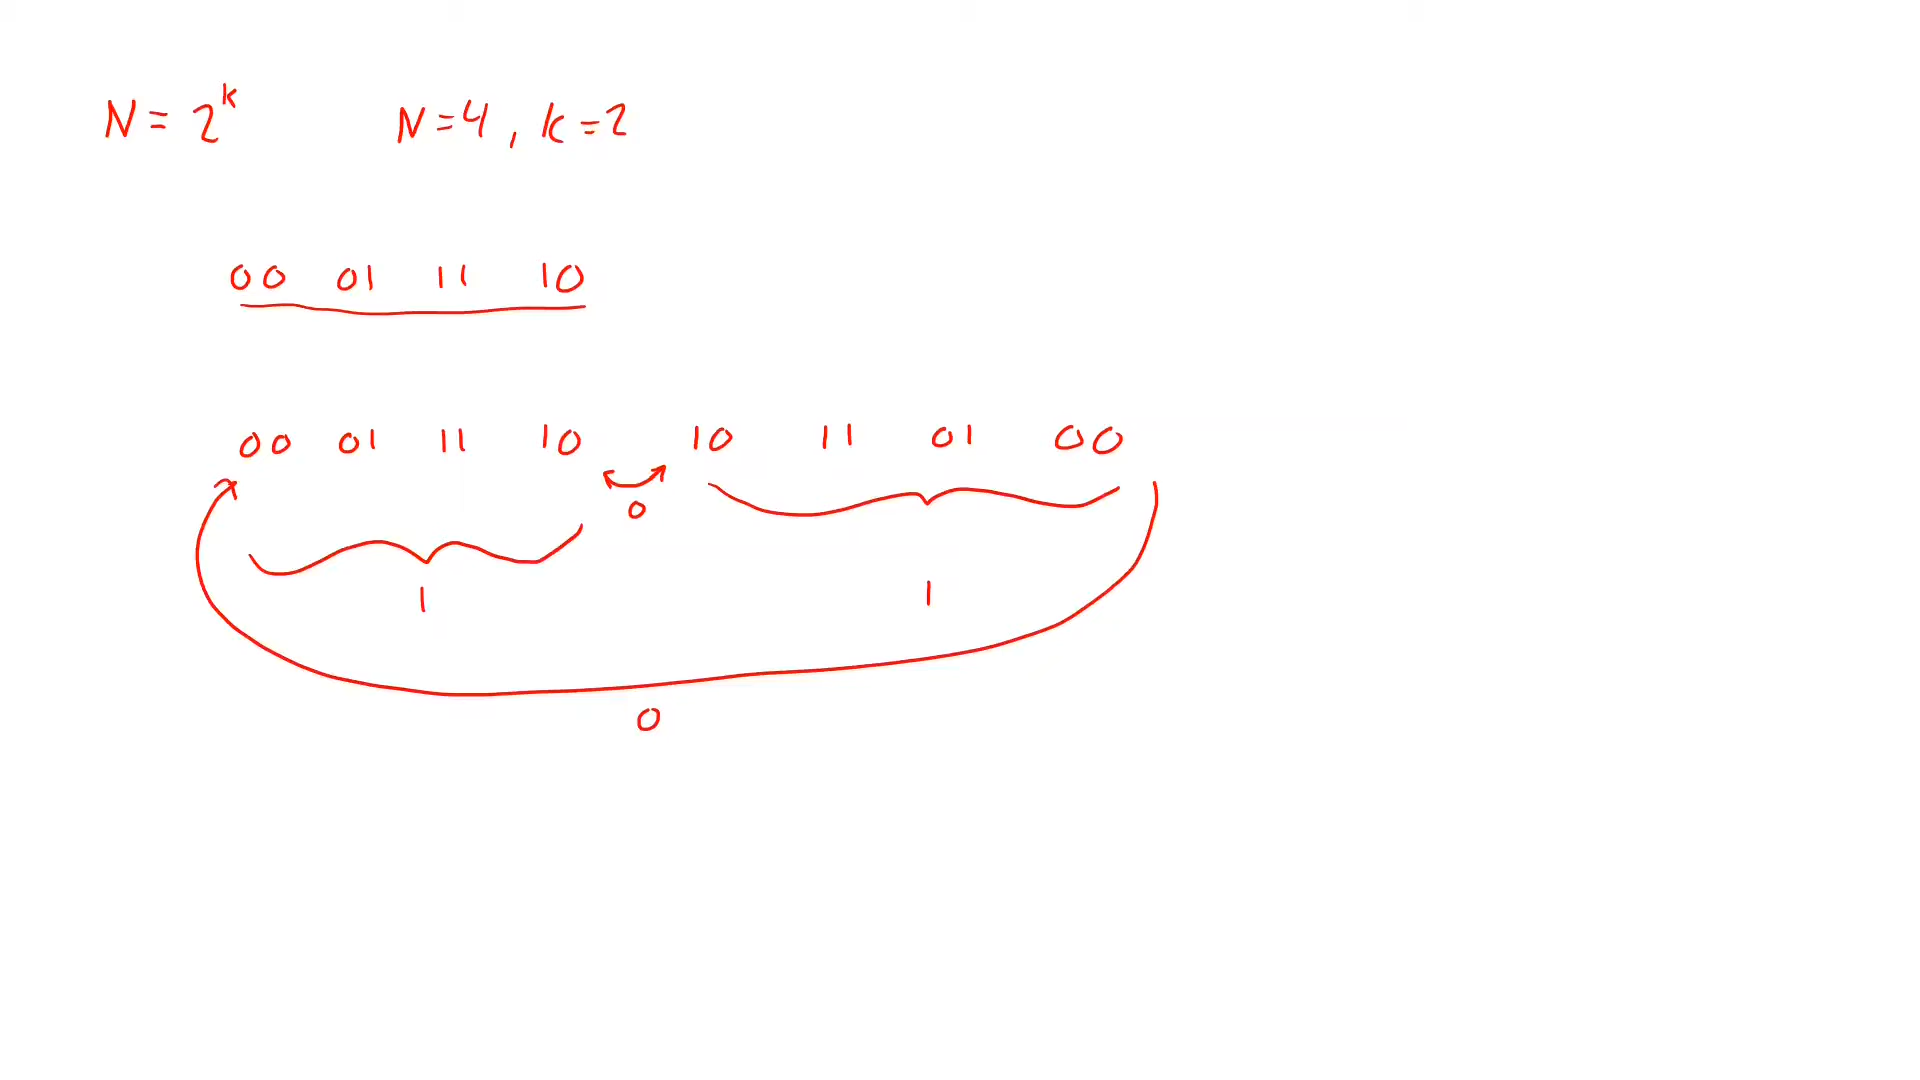 N = 2^k    N=4, k=2
00 01 11 10
00 01 11 10 10 11 01 00
0
1 1
0